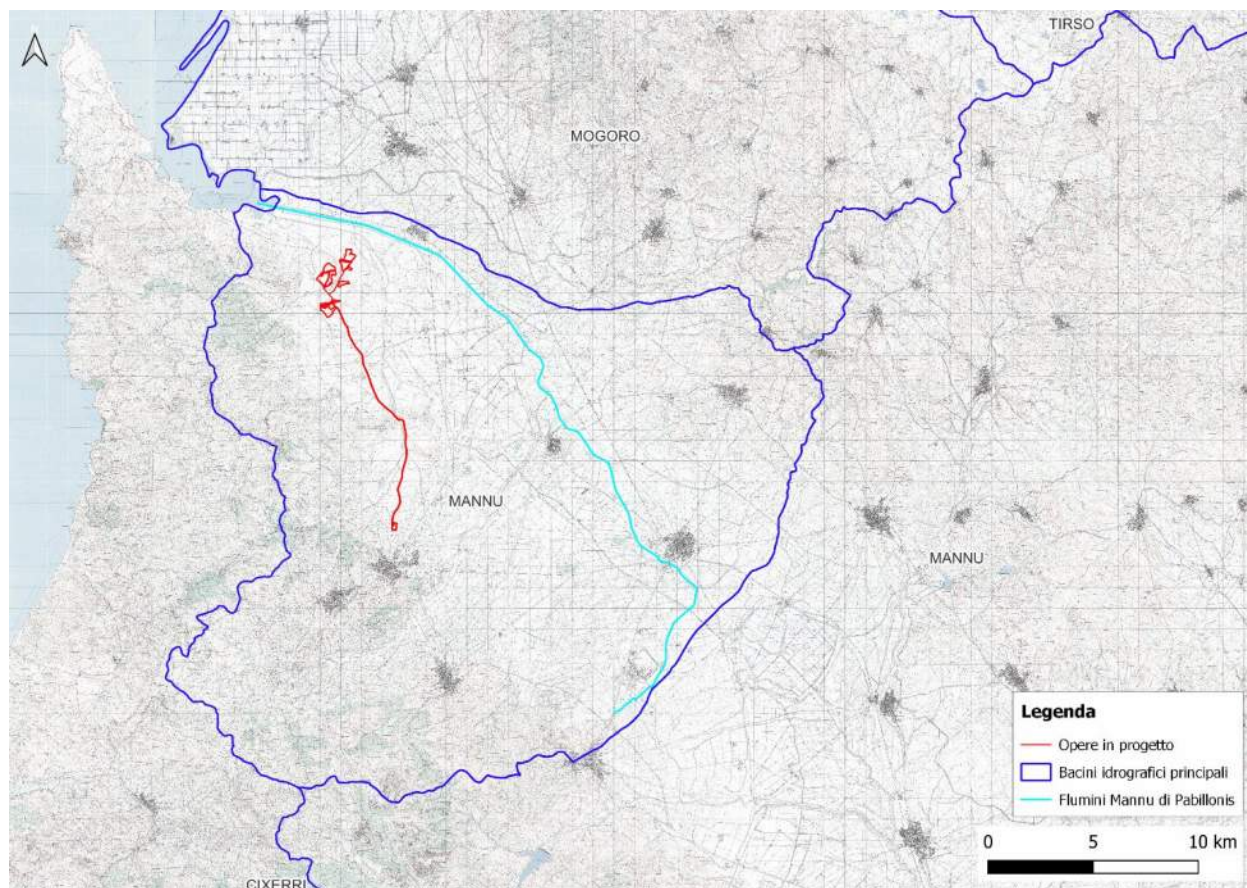 TIRSO
MOGORO
MANNU
MANNU
CIXERRI
Legenda
Opere in progetto
Bacini idrografici principali
Flumini Mannu di Pabillonis
0 5 10 km